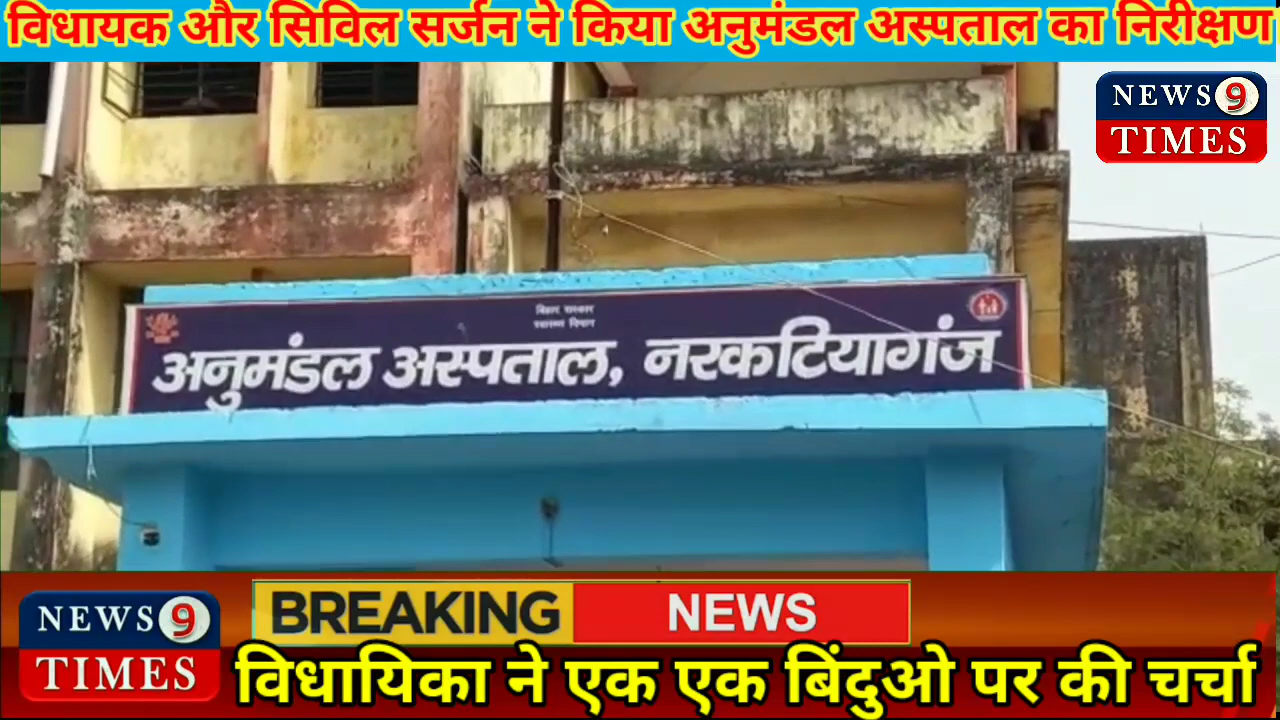 विधायक और सिविल सर्जन ने किया अनुमंडल अस्पताल का निरीक्षण
NEWS 9
TIMES
बिहार सरकार
स्वास्थ्य विभाग
अनुमंडल अस्पताल, नरकटियागंज
BREAKING NEWS
NEWS 9
TIMES
विधायिका ने एक एक बिंदुओ पर की चर्चा